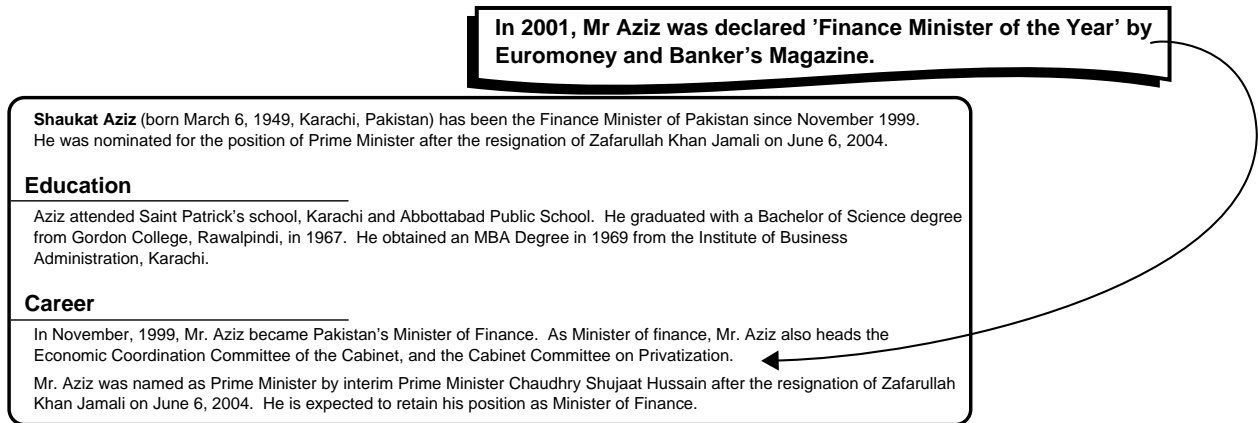 In 2001, Mr Aziz was declared ’Finance Minister of the Year’ by
Euromoney and Banker’s Magazine.
Shaukat Aziz (born March 6, 1949, Karachi, Pakistan) has been the Finance Minister of Pakistan since November 1999.
He was nominated for the position of Prime Minister after the resignation of Zafarullah Khan Jamali on June 6, 2004.
Education
Aziz attended Saint Patrick’s school, Karachi and Abbottabad Public School. He graduated with a Bachelor of Science degree
from Gordon College, Rawalpindi, in 1967. He obtained an MBA Degree in 1969 from the Institute of Business
Administration, Karachi.
Career
In November, 1999, Mr. Aziz became Pakistan’s Minister of Finance. As Minister of finance, Mr. Aziz also heads the
Economic Coordination Committee of the Cabinet, and the Cabinet Committee on Privatization.
Mr. Aziz was named as Prime Minister by interim Prime Minister Chaudhry Shujaat Hussain after the resignation of Zafarullah
Khan Jamali on June 6, 2004. He is expected to retain his position as Minister of Finance.